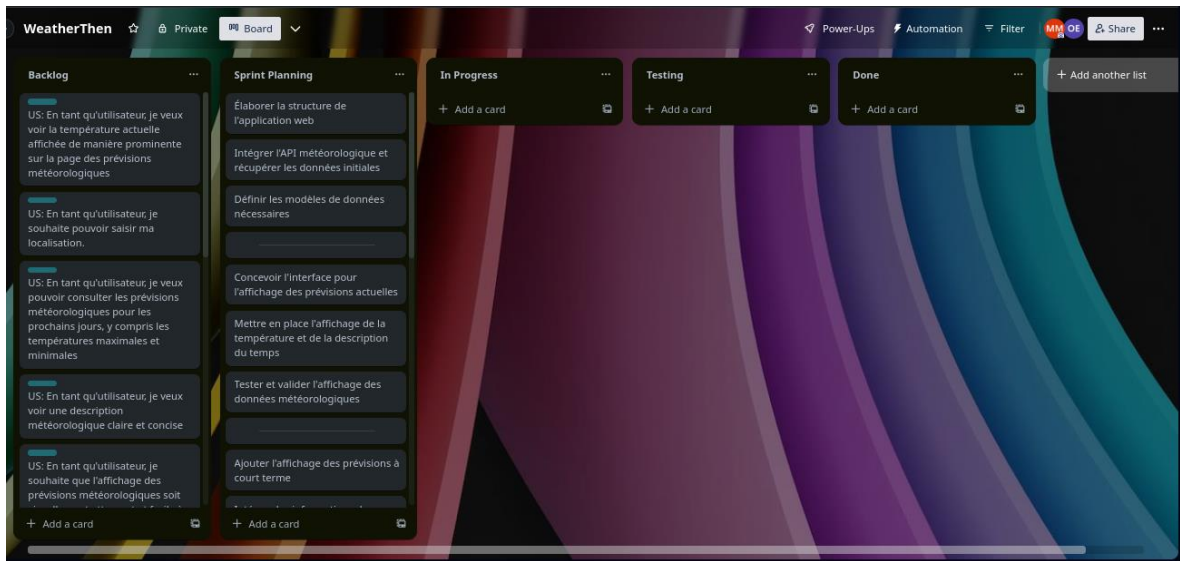 WeatherThen
Private
Board
Power-Ups
Automation
Filter
MM
OE
Share
Backlog
US: En tant qu'utilisateur, je veux
voir la température actuelle
affichée de manière prominente
sur la page des prévisions
météorologiques
US: En tant qu'utilisateur, je
souhaite pouvoir saisir ma
localisation.
US: En tant qu'utilisateur, je veux
pouvoir consulter les prévisions
météorologiques pour les
prochains jours, y compris les
températures maximales et
minimales
US: En tant qu'utilisateur, je veux
voir une description
météorologique claire et concise
US: En tant qu'utilisateur, je
souhaite que l'affichage des
prévisions météorologiques soit
+ Add a card
Sprint Planning
Élaborer la structure de
l'application web
Intégrer l'API météorologique et
récupérer les données initiales
Définir les modèles de données
nécessaires
Concevoir l'interface pour
l'affichage des prévisions actuelles
Mettre en place l'affichage de la
température et de la description
du temps
Tester et valider l'affichage des
données météorologiques
Ajouter l'affichage des prévisions à
court terme
+ Add a card
In Progress
+ Add a card
Testing
+ Add a card
Done
+ Add a card
+ Add another list